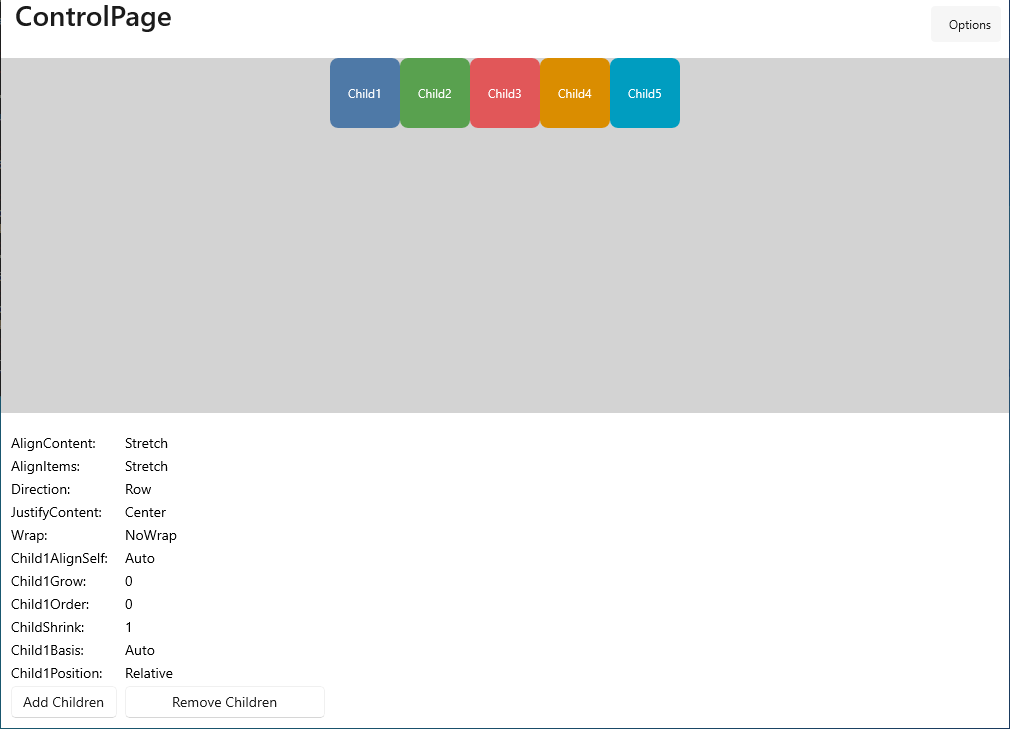 ControlPage
Options
Child1 Child2 Child3 Child4 Child5
AlignContent: Stretch
AlignItems: Stretch
Direction: Row
JustifyContent: Center
Wrap: NoWrap
Child1AlignSelf: Auto
Child1Grow: 0
Child1Order: 0
ChildShrink: 1
Child1Basis: Auto
Child1Position: Relative
Add Children Remove Children